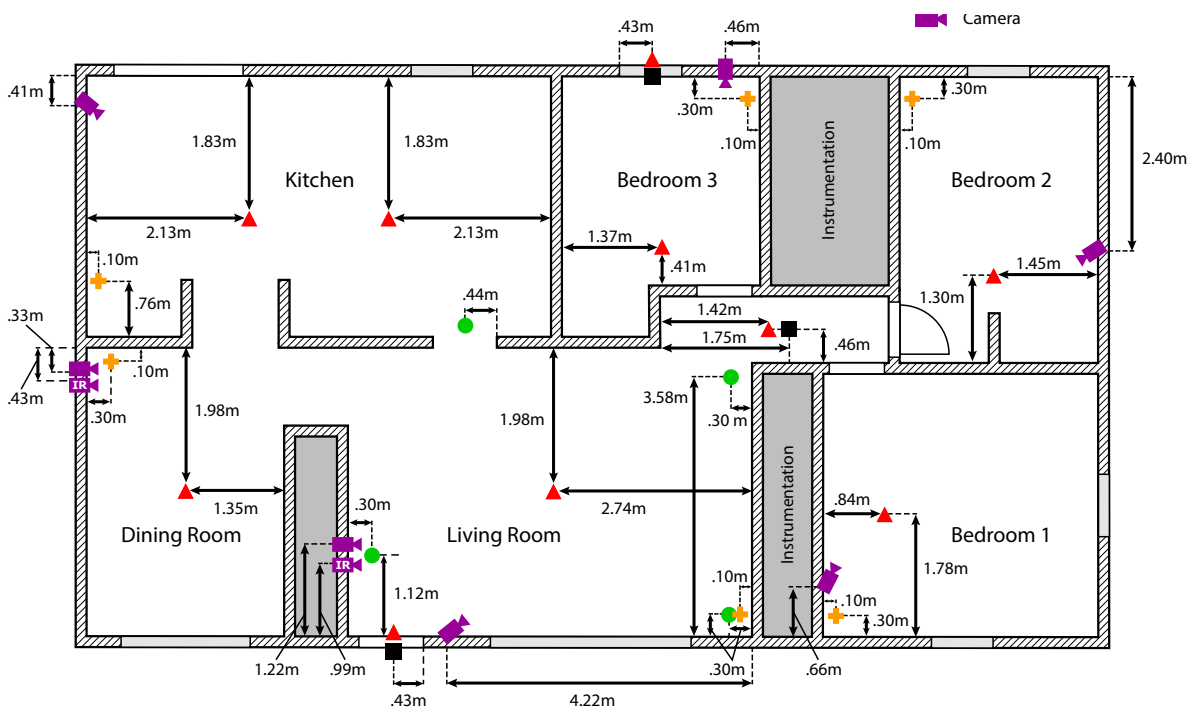 .43m
.46m
Camera
.41m
.30m
.30m
.10m
.10m
1.83m
1.83m
2.40m
Kitchen
Bedroom 3
Instrumentation
Bedroom 2
2.13m
2.13m
1.37m
.41m
1.45m
.10m
.76m
.44m
1.30m
.33m
1.42m
1.75m
.46m
.10m
IR
.43m
.30m
1.98m
1.98m
3.58m
.30 m
1.35m
2.74m
.84m
Instrumentation
.30m
Dining Room
Living Room
Bedroom 1
IR
1.12m
1.78m
.10m
.10m
.30m
1.22m
.99m
.30m
.66m
.43m
4.22m